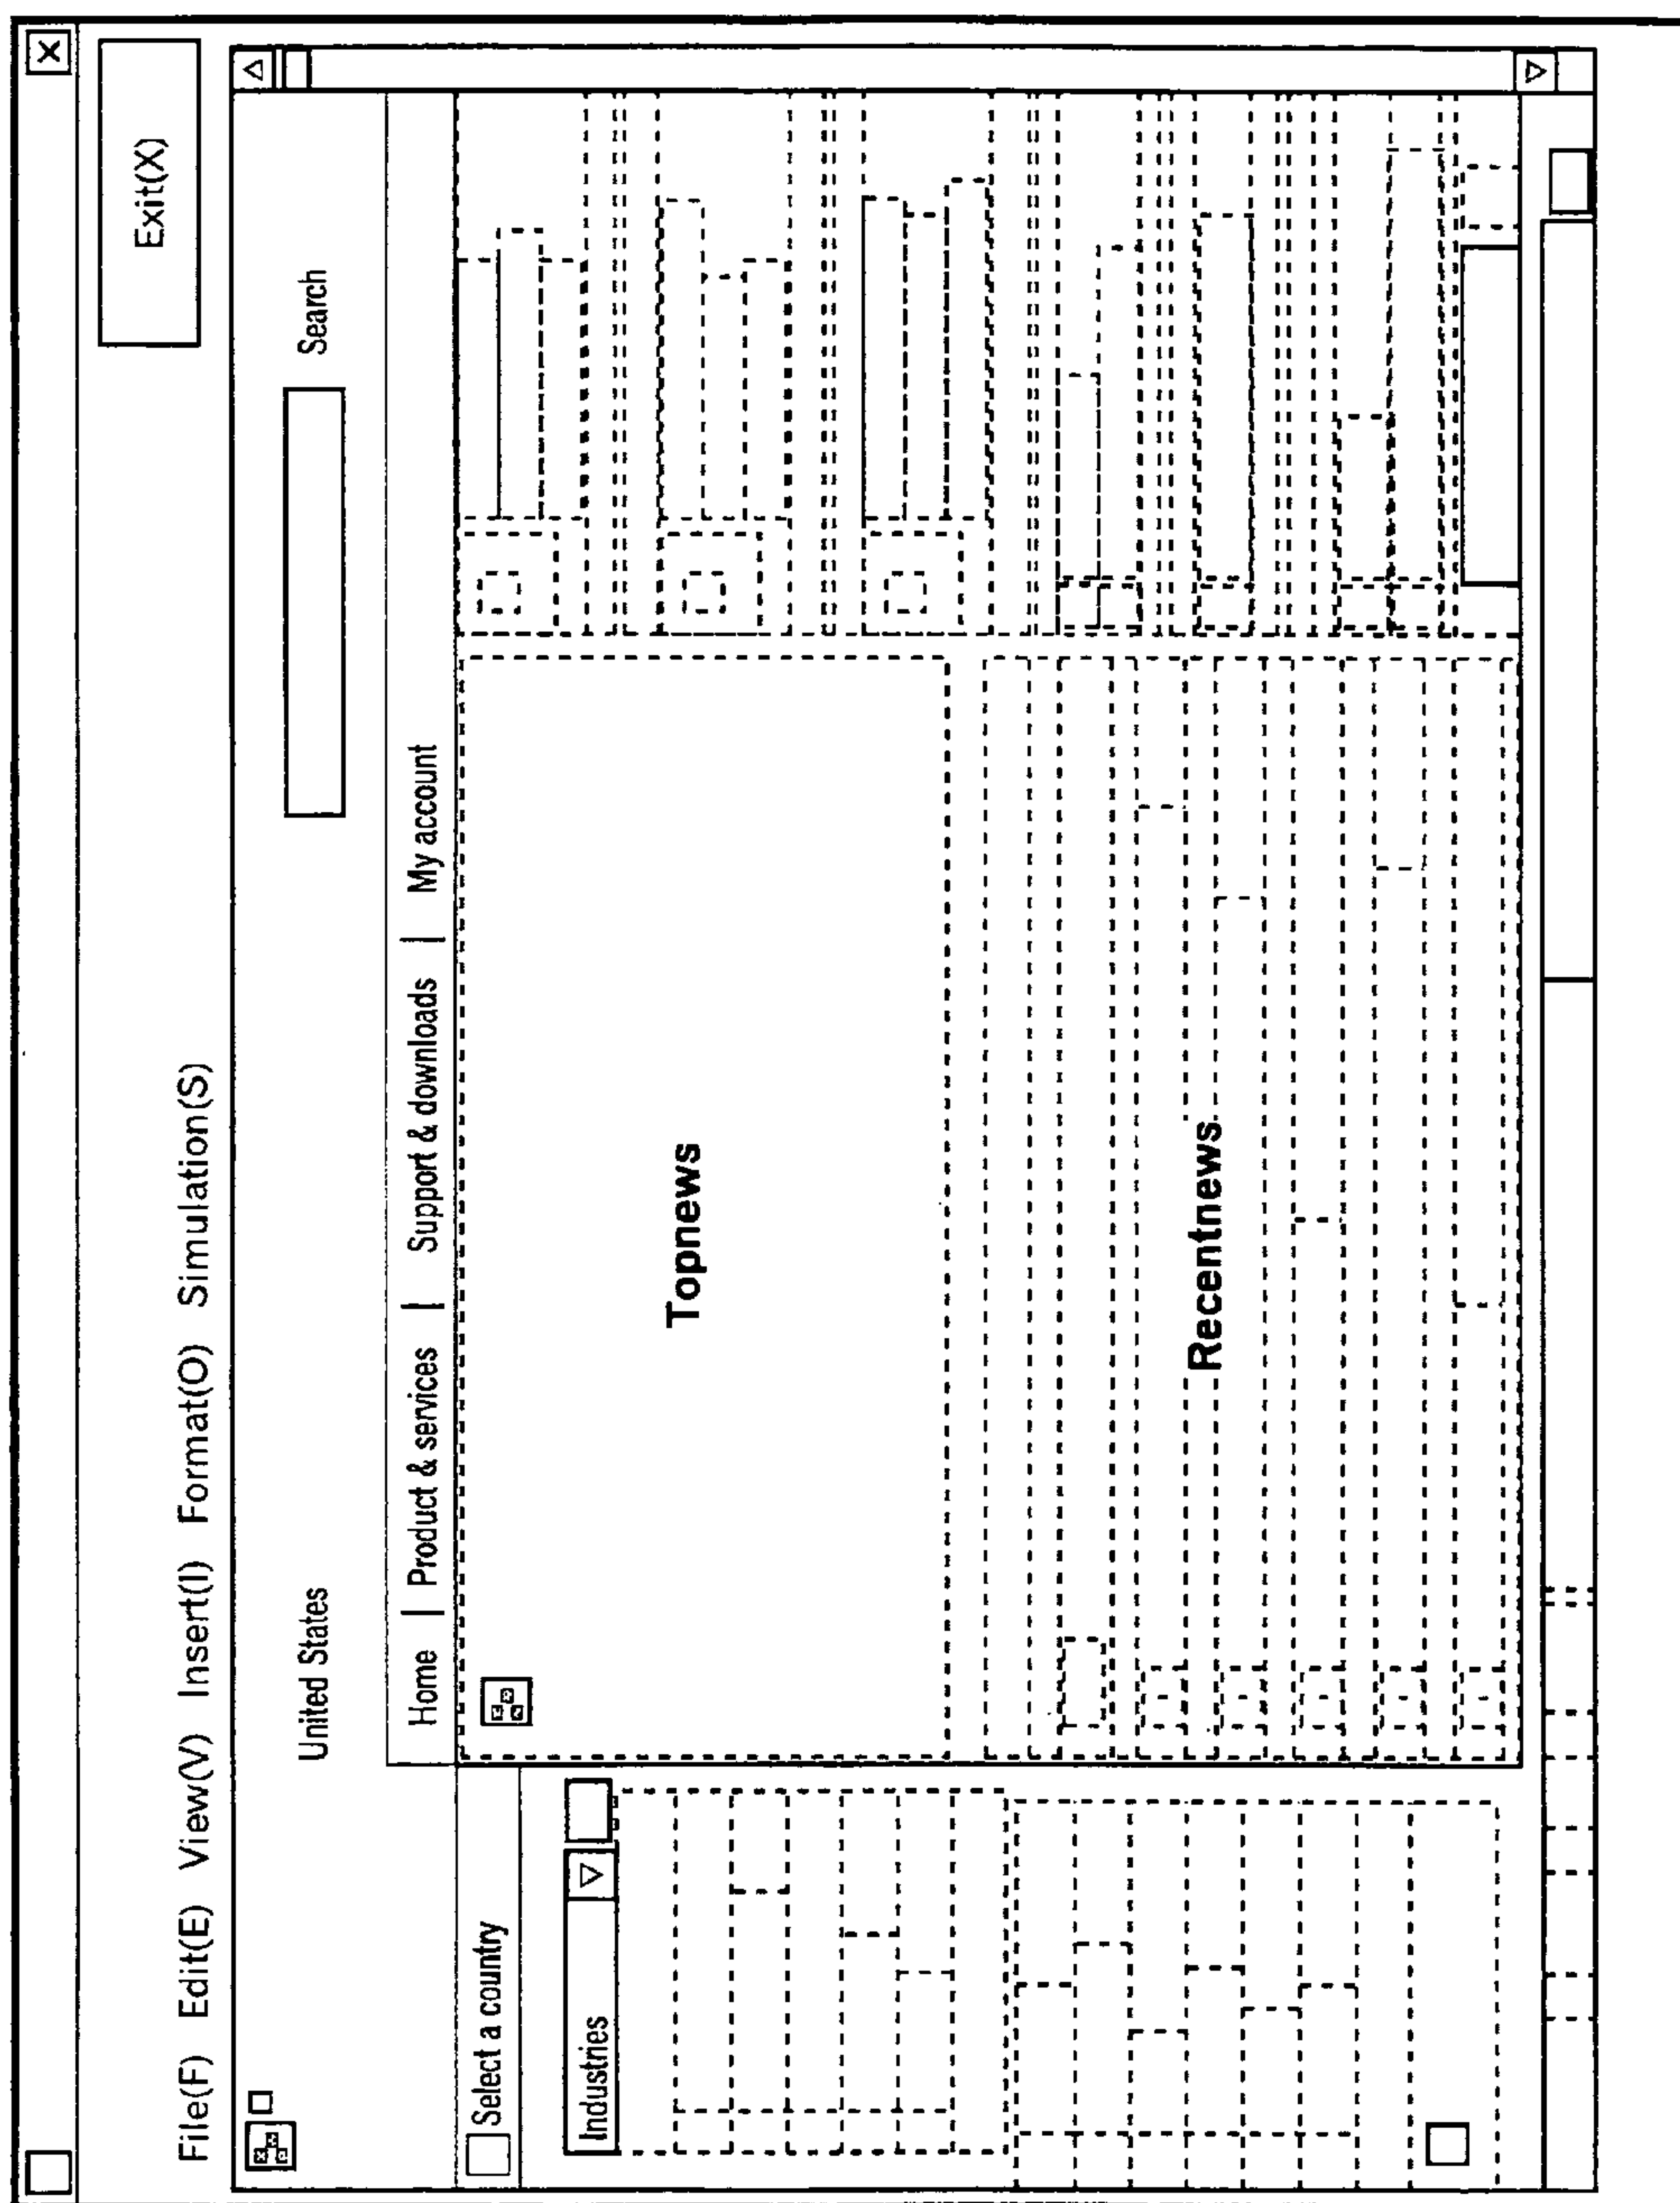 X
Exit(X)
File(F) Edit(E) View(V) Insert(I) Format(O) Simulation(S)
United States Search
Home | Product & services | Support & downloads | My account
Select a country
Industries
Topnews
Recentnews